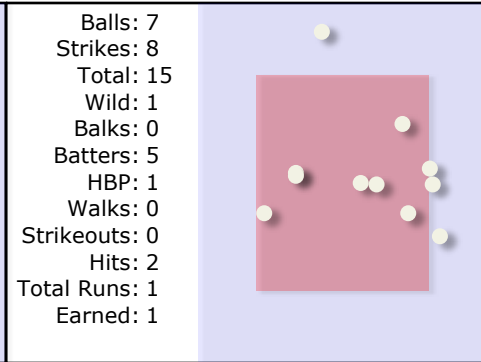 Balls: 7
Strikes: 8
Total: 15
Wild: 1
Balks: 0
Batters: 5
HBP: 1
Walks: 0
Strikeouts: 0
Hits: 2
Total Runs: 1
Earned: 1